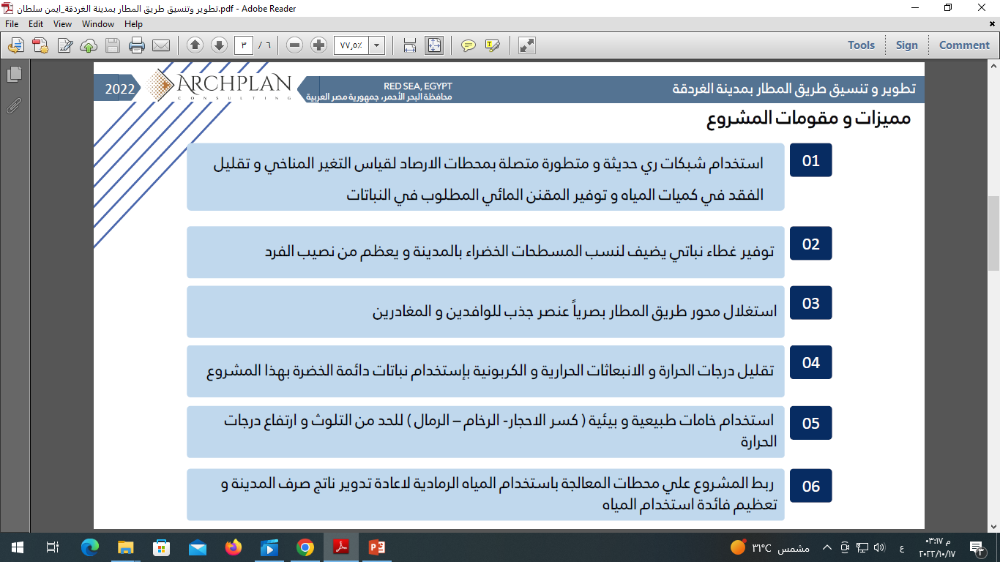 تطوير وتنسيق طريق المطار بمدينة الغردقة_ايمن سلطان.pdf - Adobe Reader
File Edit View Window Help
٣ / ٦ ٧٧,٥٪ Tools Sign Comment
2022
ARCHPLAN
CONSULTING
RED SEA, EGYPT
محافظة البحر الأحمر، جمهورية مصر العربية
تطوير و تنسيق طريق المطار بمدينة الغردقة
مميزات و مقومات المشروع
01
استخدام شبكات ري حديثة و متطورة متصلة بمحطات الارصاد لقياس التغير المناخي و تقليل
الفقد في كميات المياه و توفير المقنن المائي المطلوب في النباتات
02
توفير غطاء نباتي يضيف لنسب المسطحات الخضراء بالمدينة و يعظم من نصيب الفرد
03
استغلال محور طريق المطار بصرياً عنصر جذب للوافدين و المغادرين
04
تقليل درجات الحرارة و الانبعاثات الحرارية و الكربونية بإستخدام نباتات دائمة الخضرة بهذا المشروع
05
استخدام خامات طبيعية و بيئية ( كسر الاحجار- الرخام – الرمال ) للحد من التلوث و ارتفاع درجات
الحرارة
06
ربط المشروع علي محطات المعالجة باستخدام المياه الرمادية لاعادة تدوير ناتج صرف المدينة و
تعظيم فائدة استخدام المياه
٣١°C مشمس ع ٠٣:١٧ م
٢٠٢٢/١٠/١٧ ٣